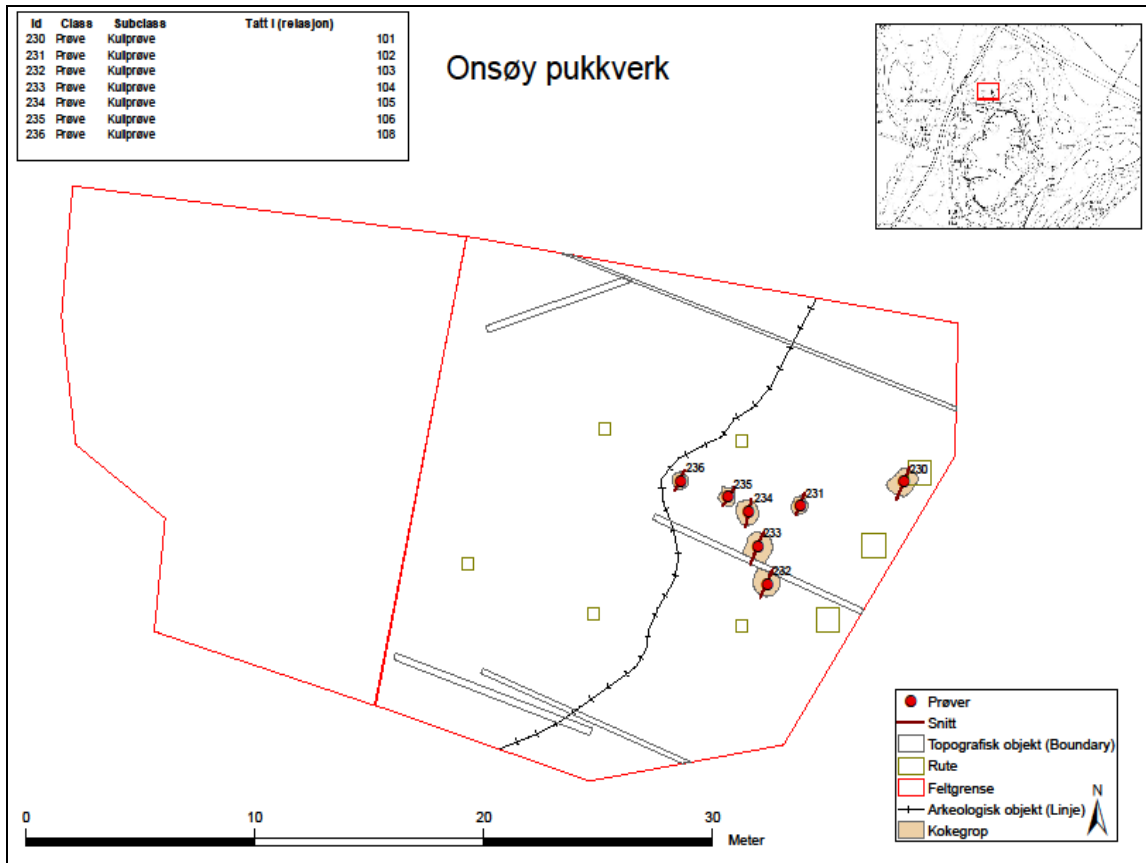 Id Class Subclass Tatt I (relasjon)
230 Prøve Kullprøve 101
231 Prøve Kullprøve 102
232 Prøve Kullprøve 103
233 Prøve Kullprøve 104
234 Prøve Kullprøve 105
235 Prøve Kullprøve 106
236 Prøve Kullprøve 108
Onsøy pukkverk
236
235
234
231
230
233
232
Prøver
Snitt
Topografisk objekt (Boundary)
Rute
Feltgrense
Arkeologisk objekt (Linje)
Kokegrop
N
0 10 20 30
Meter